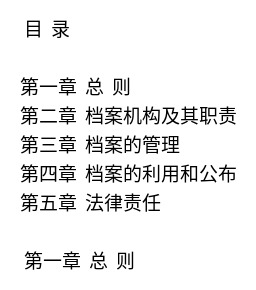 目 录
第一章 总 则
第二章 档案机构及其职责
第三章 档案的管理
第四章 档案的利用和公布
第五章 法律责任
第一章 总 则